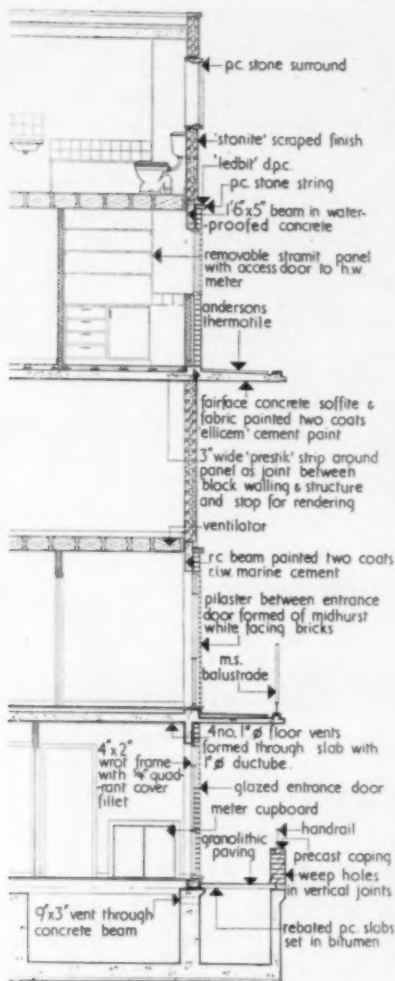 p.c. stone surround
'stonite' scraped finish
'ledbit' d.p.c.
p.c. stone string
1'6"x5" beam in water-
proofed concrete
removable stramit panel
with access door to h.w.
meter
andersons
thermotile
fairface concrete soffite &
fabric painted two coats
ellicem' cement paint
3" wide 'prestik' strip around
panel as joint between
block walling & structure
and stop for rendering
ventilator
r.c beam painted two coats
r.i.w. marine cement
pilaster between entrance
door formed of midhurst
white facing bricks
m.s.
balustrade
4"x2"
wrot frame
with ¼" quad-
rant cover
fillet
4no. 1" ø floor vents
formed through slab with
1" ø ductube.
glazed entrance door
meter cupboard
handrail
granolithic
paving
precast coping
weep holes
in vertical joints
9"x3" vent through
concrete beam
rebated p.c. slabs
set in bitumen